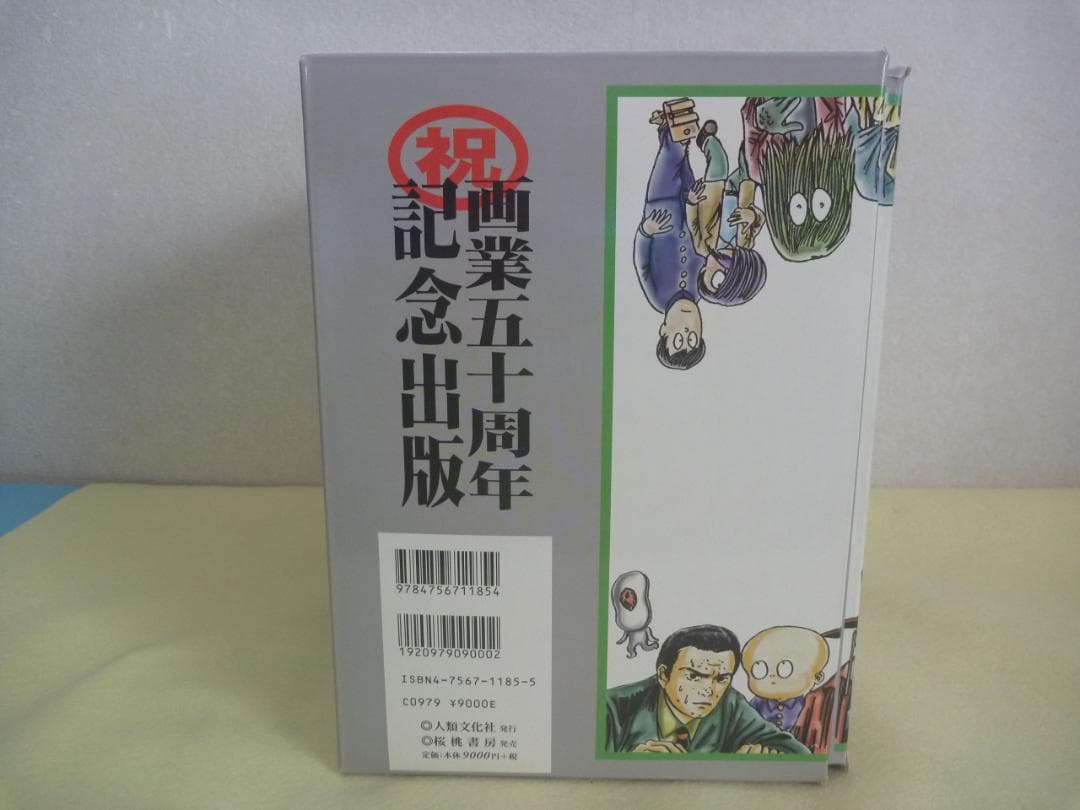 祝
画業五十周年
記念出版
9784756711854
1920979090002
ISBN4-7567-1185-5
C0979 ¥9000E
◎人類文化社発行
◎桜桃書房発売
定価:本体9000円+税